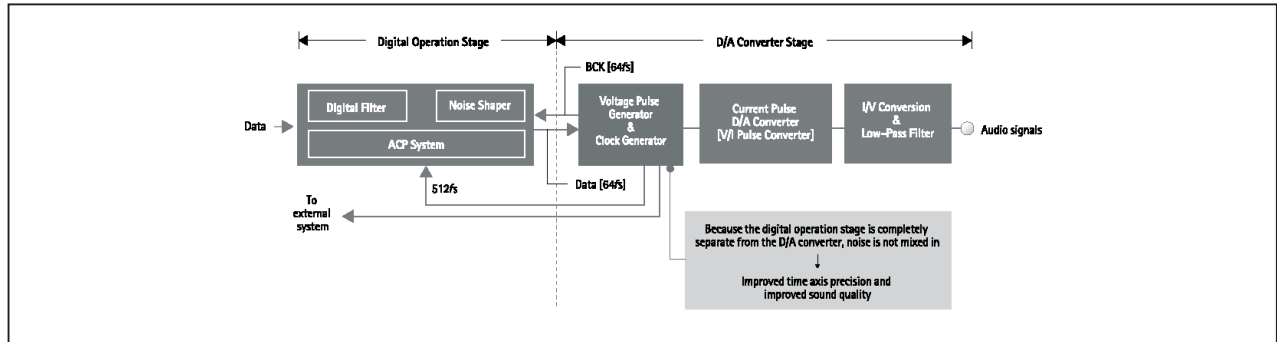 Digital Operation Stage
D/A Converter Stage
BCK [64fs]
Digital Filter
Noise Shaper
ACP System
Data
Voltage Pulse
Generator
&
Clock Generator
Current Pulse
D/A Converter
[V/I Pulse Converter]
I/V Conversion
&
Low-Pass Filter
Audio signals
512fs
Data [64fs]
To
external
system
Because the digital operation stage is completely
separate from the D/A converter, noise is not mixed in
Improved time axis precision and
improved sound quality